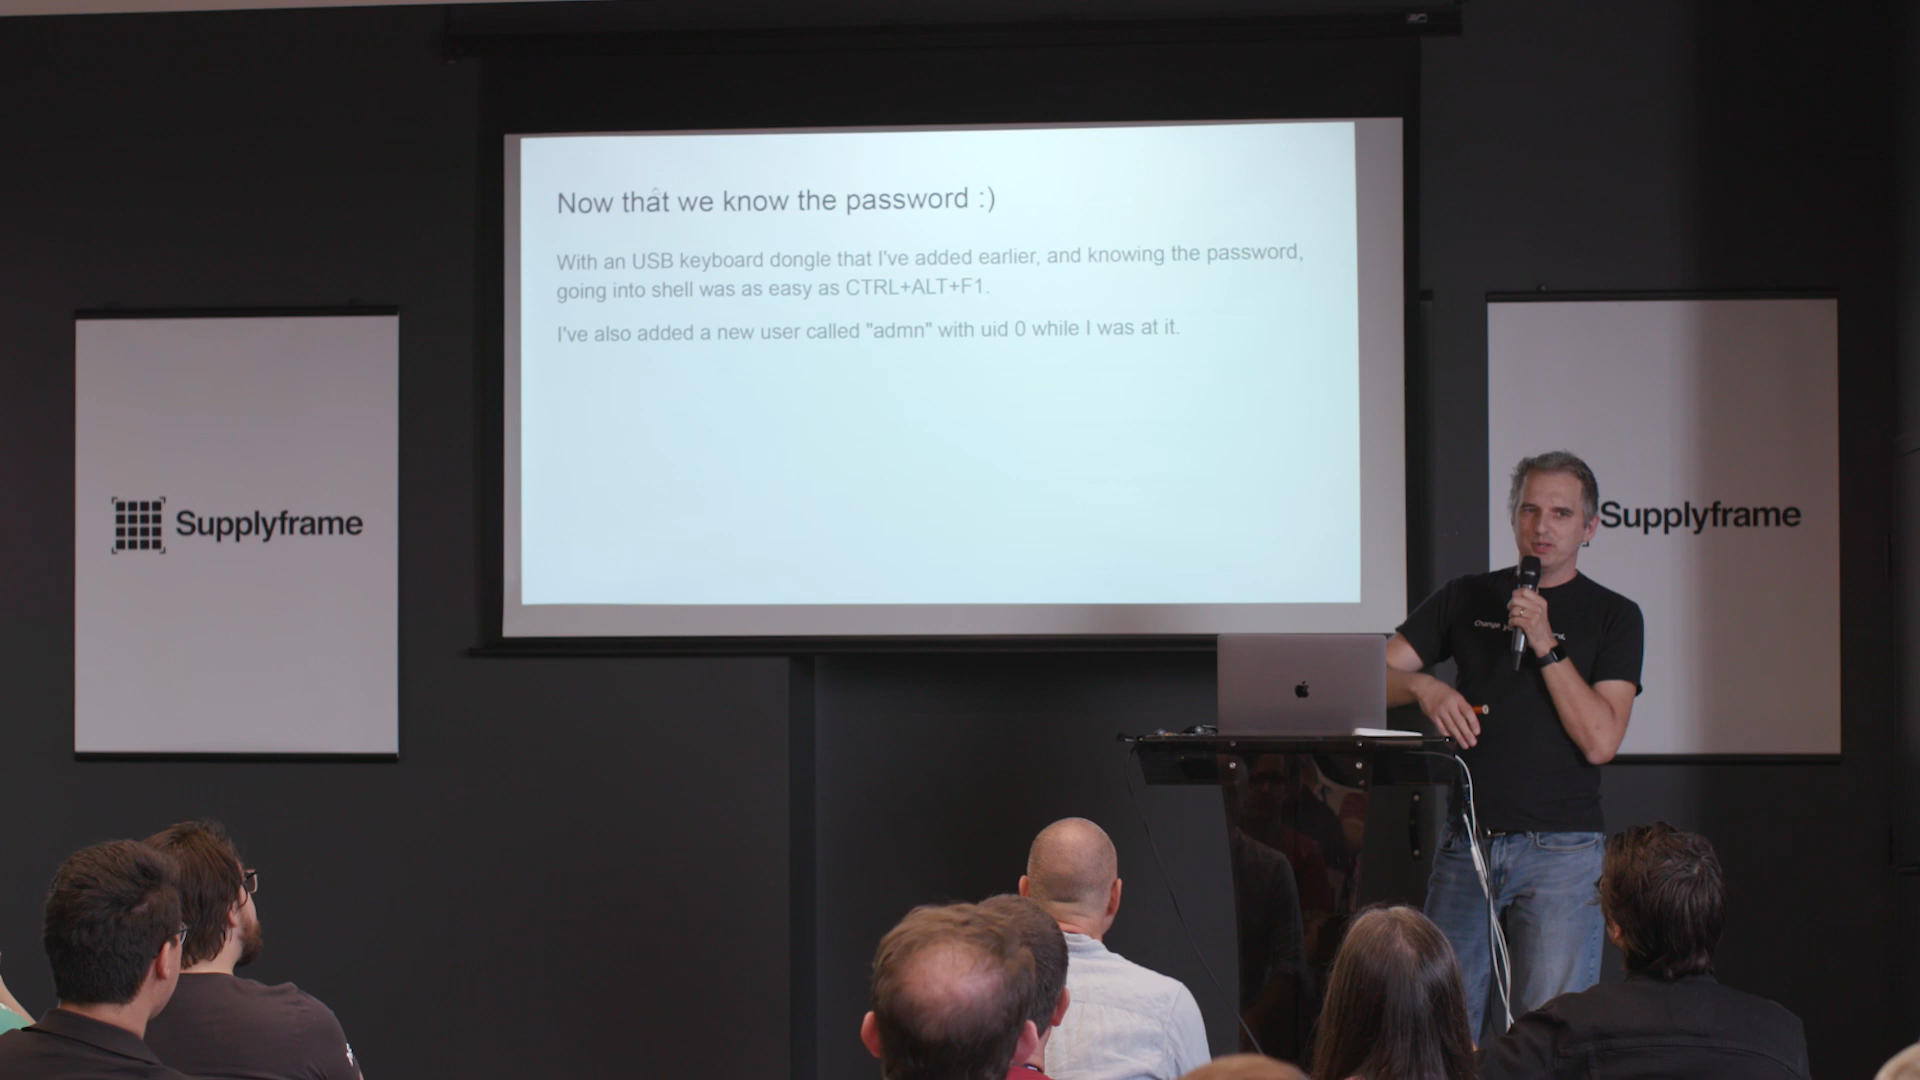 Now that we know the password :)
With an USB keyboard dongle that I've added earlier, and knowing the password,
going into shell was as easy as CTRL+ALT+F1.
I've also added a new user called "admn" with uid 0 while I was at it.
Supplyframe
Supplyframe
Change